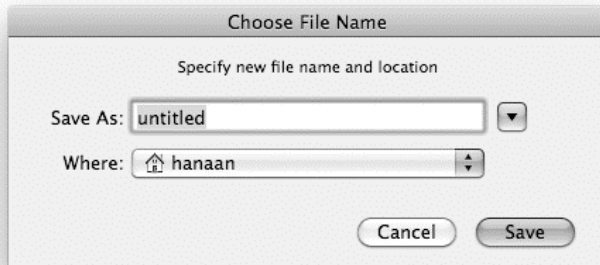 Choose File Name
Specify new file name and location
Save As: untitled
Where: hanaan
Cancel Save